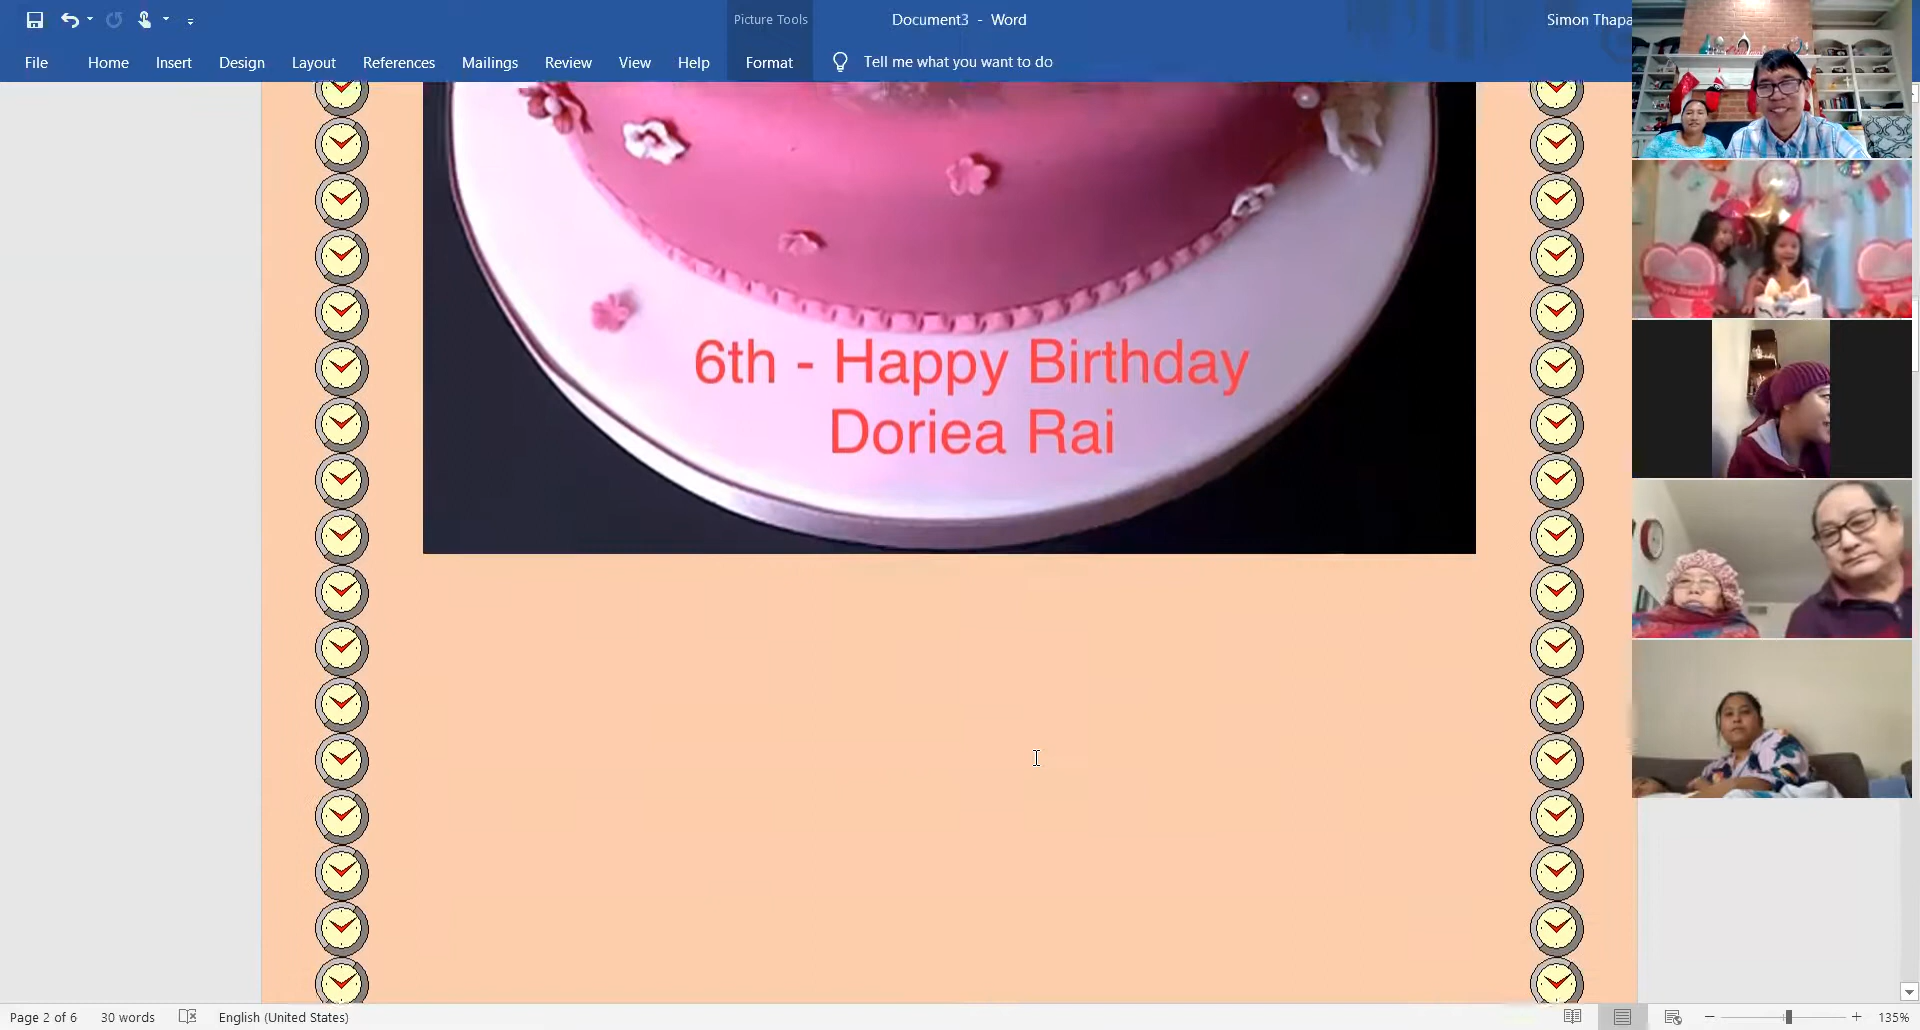 Picture Tools
Document3 - Word
Simon Thapa
File Home Insert Design Layout References Mailings Review View Help Format Tell me what you want to do
6th - Happy Birthday
Doriea Rai
Page 2 of 6 30 words English (United States) 135%